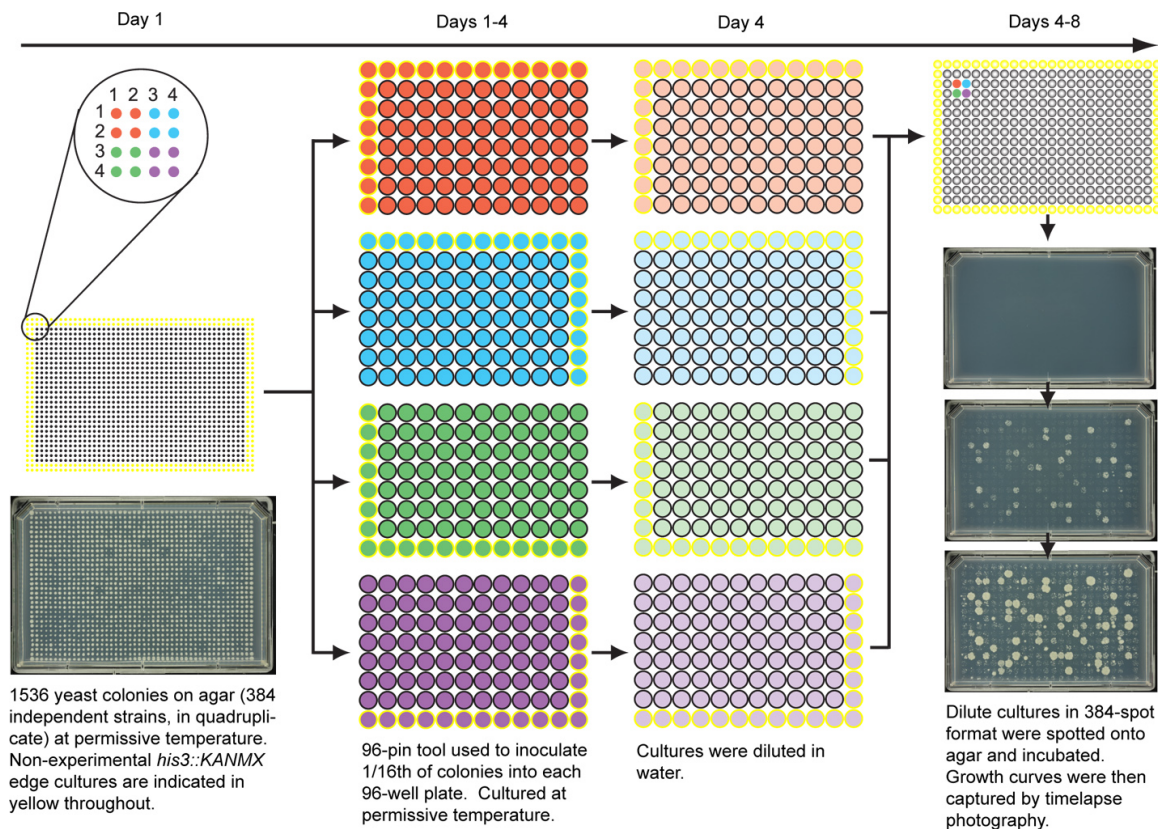 Day 1
Days 1-4
Day 4
Days 4-8
1 2 3 4
1
2
3
4
1536 yeast colonies on agar (384
independent strains, in quadrupli-
cate) at permissive temperature.
Non-experimental his3::KANMX
edge cultures are indicated in
yellow throughout.
96-pin tool used to inoculate
1/16th of colonies into each
96-well plate.  Cultured at
permissive temperature.
Cultures were diluted in
water.
Dilute cultures in 384-spot
format were spotted onto
agar and incubated.
Growth curves were then
captured by timelapse
photography.